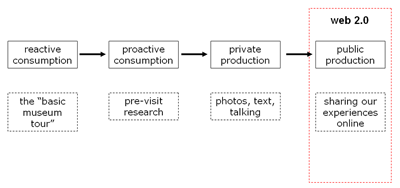 web 2.0
reactive
consumption
proactive
consumption
private
production
public
production
the "basic
museum
tour"
pre-visit
research
photos, text,
talking
sharing our
experiences
online